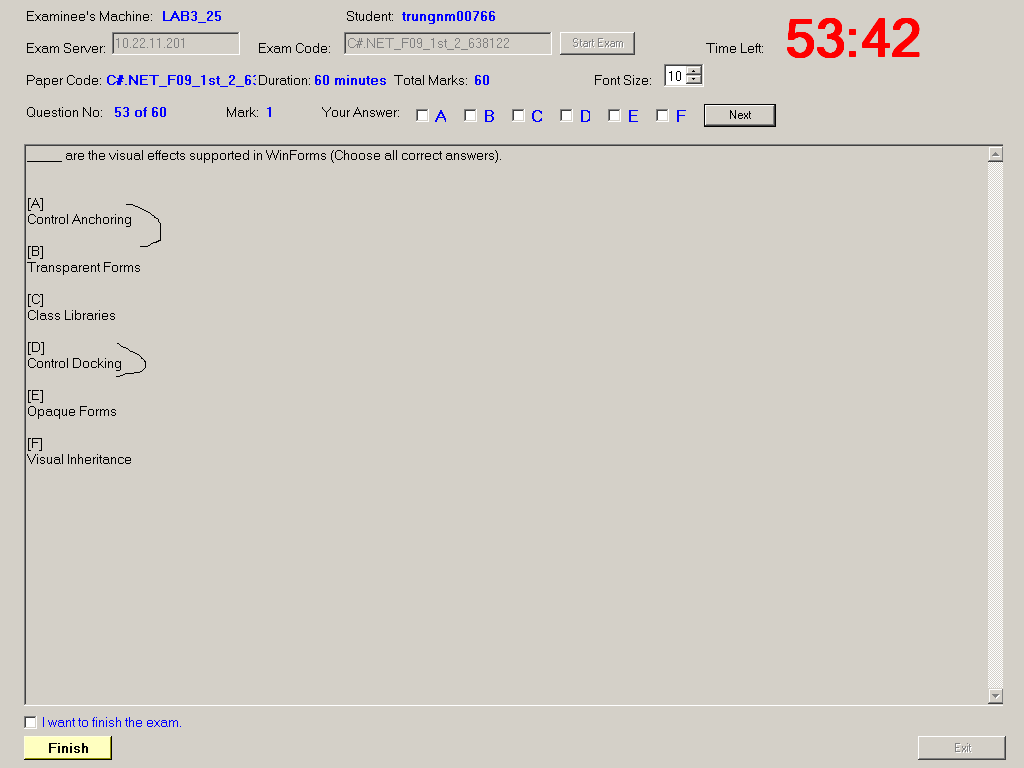 Examinee's Machine: LAB3_25 Student: trungnm00766
Exam Server: 10.22.11.201 Exam Code: C#.NET_F09_1st_2_638122 Start Exam Time Left: 53:42
Paper Code: C#.NET_F09_1st_2_6 Duration: 60 minutes Total Marks: 60 Font Size: 10
Question No: 53 of 60 Mark: 1 Your Answer: A B C D E F Next
_____ are the visual effects supported in WinForms (Choose all correct answers).
[A]
Control Anchoring
[B]
Transparent Forms
[C]
Class Libraries
[D]
Control Docking
[E]
Opaque Forms
[F]
Visual Inheritance
I want to finish the exam.
Finish Exit